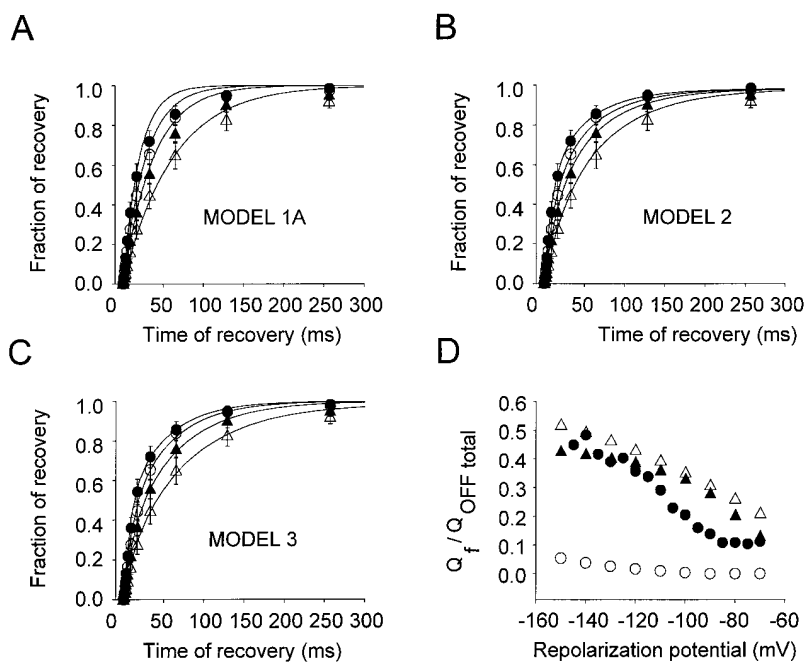 A
Fraction of recovery
1.0
0.8
0.6
0.4
0.2
0.0
MODEL 1A
0 50 100 150 200 250 300
Time of recovery (ms)
B
Fraction of recovery
1.0
0.8
0.6
0.4
0.2
0.0
MODEL 2
0 50 100 150 200 250 300
Time of recovery (ms)
C
Fraction of recovery
1.0
0.8
0.6
0.4
0.2
0.0
MODEL 3
0 50 100 150 200 250 300
Time of recovery (ms)
D
Qf / QOFF total
0.6
0.5
0.4
0.3
0.2
0.1
0.0
-160 -140 -120 -100 -80 -60
Repolarization potential (mV)